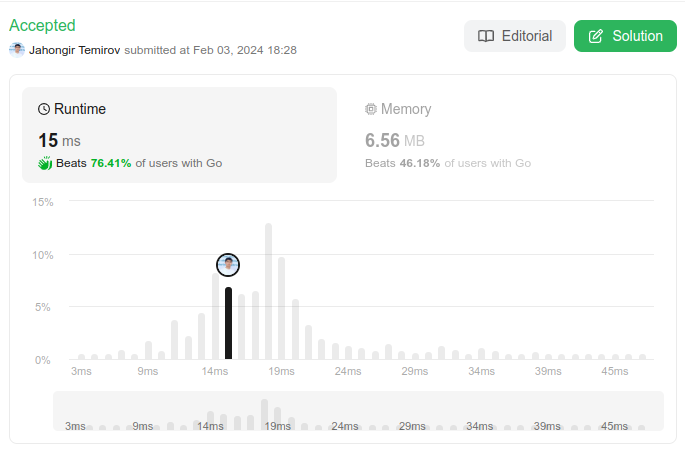 Accepted
Jahongir Temirov submitted at Feb 03, 2024 18:28
Editorial
Solution
Runtime
15 ms
Beats 76.41% of users with Go
Memory
6.56 MB
Beats 46.18% of users with Go
15%
10%
5%
0%
3ms 9ms 14ms 19ms 24ms 29ms 34ms 39ms 45ms
3ms 9ms 14ms 19ms 24ms 29ms 34ms 39ms 45ms